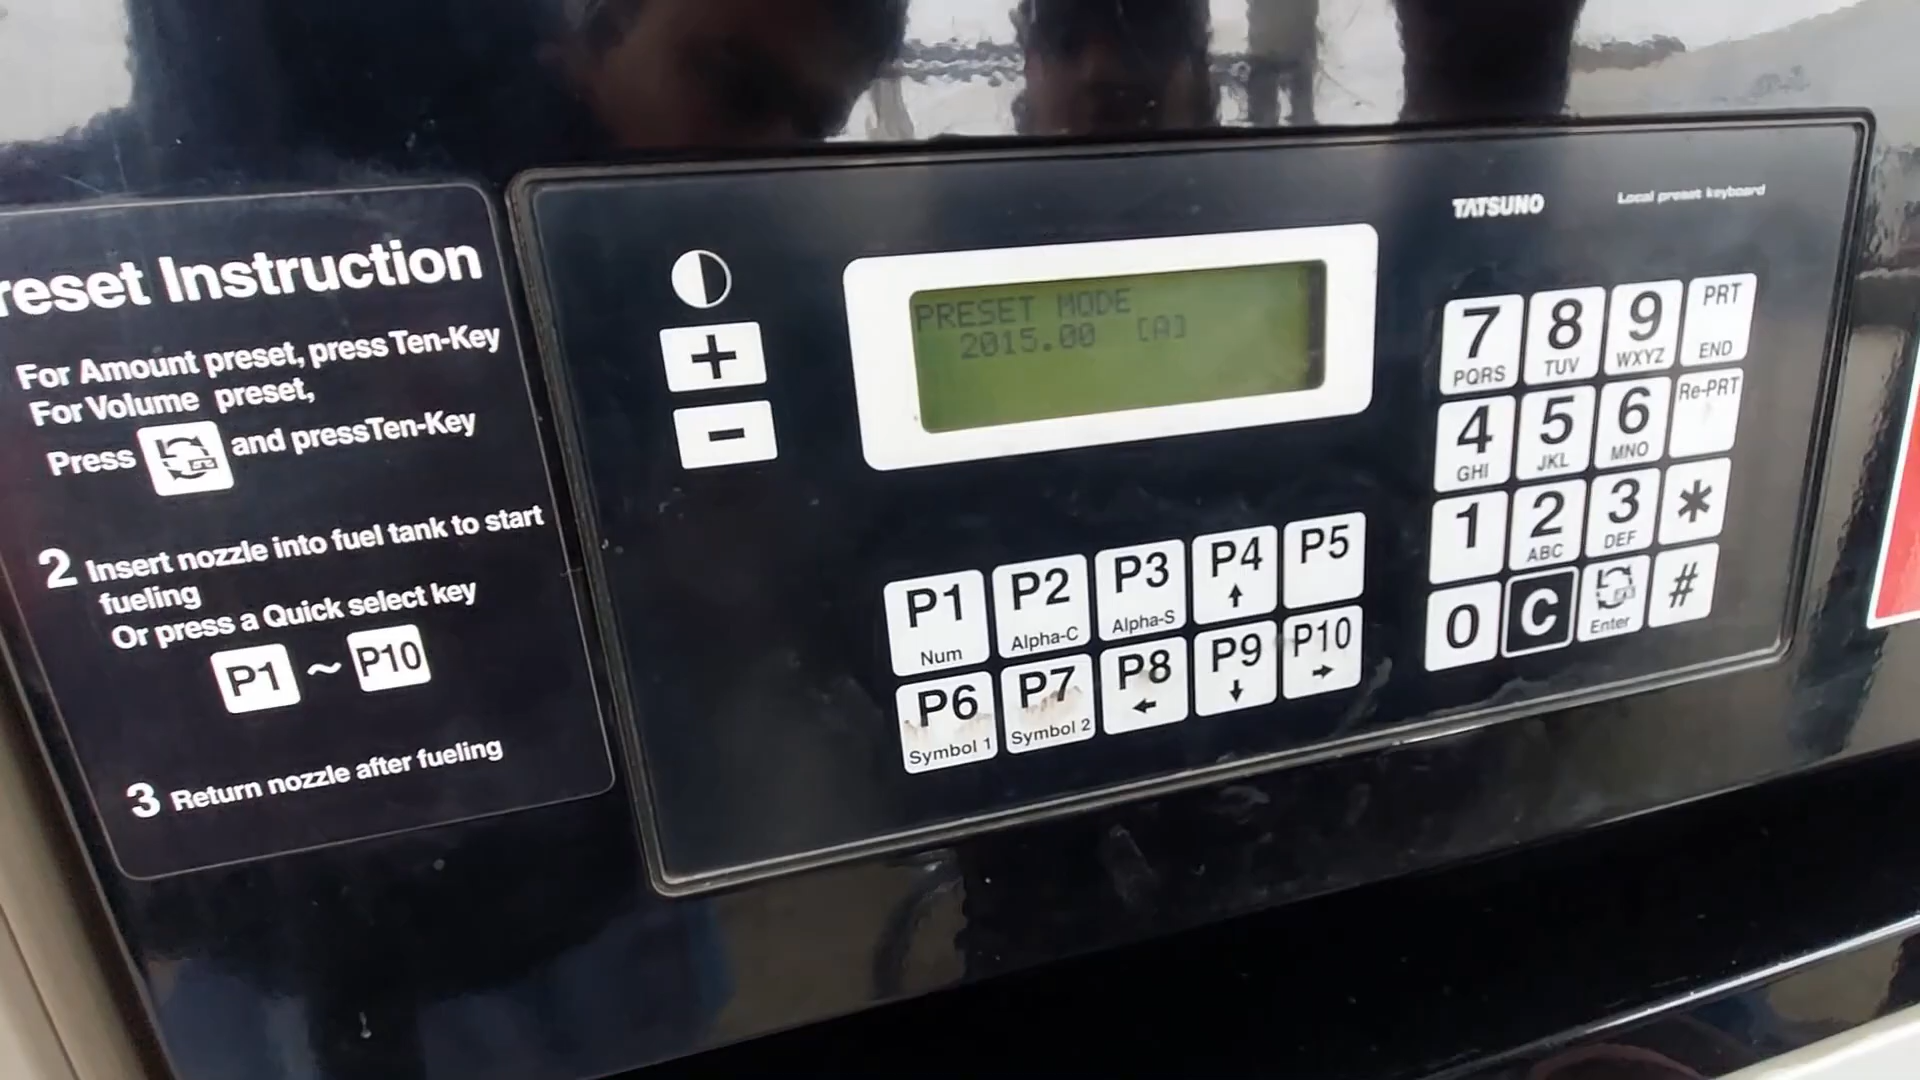 reset Instruction
For Amount preset, press Ten-Key
For Volume preset,
Press and pressTen-Key
2 Insert nozzle into fuel tank to start
fueling
Or press a Quick select key
P1 ~ P10
3 Return nozzle after fueling
TATSUNO
Local preset keyboard
PRESET MODE
2015.00 [A]
+
-
P1 Num
P2 Alpha-C
P3 Alpha-S
P4 ↑
P5
P6 Symbol 1
P7 Symbol 2
P8 ←
P9 ↓
P10 →
7 PQRS
8 TUV
9 WXYZ
PRT END
4 GHI
5 JKL
6 MNO
Re-PRT
1
2 ABC
3 DEF
*
0
C
Enter
#